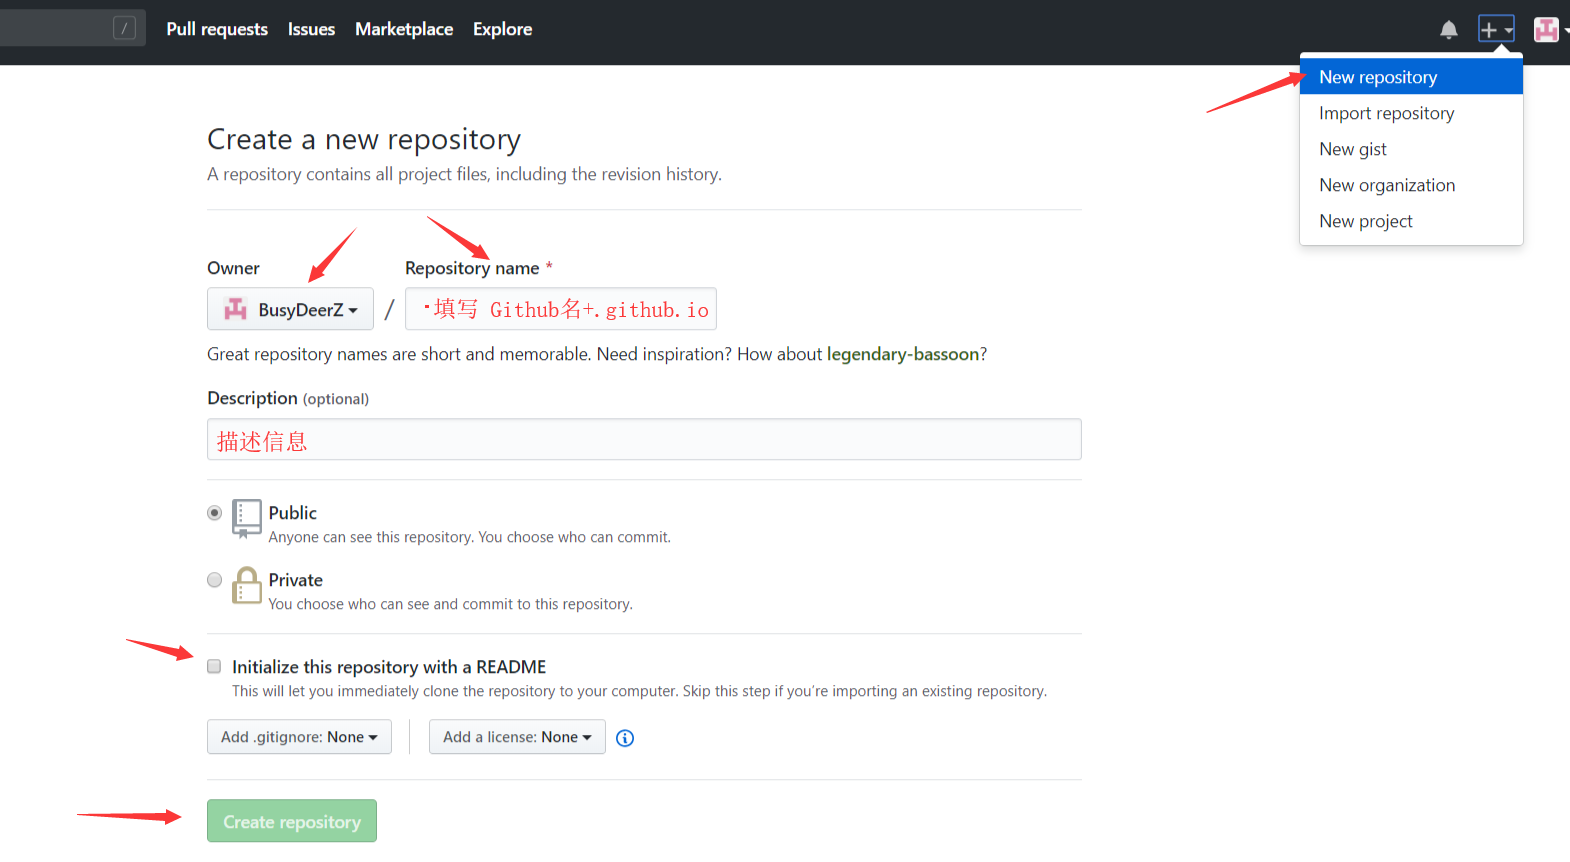 / Pull requests Issues Marketplace Explore
New repository
Import repository
New gist
New organization
New project
Create a new repository
A repository contains all project files, including the revision history.
Owner Repository name *
BusyDeerZ / 填写 Github名+.github.io
Great repository names are short and memorable. Need inspiration? How about legendary-bassoon?
Description (optional)
描述信息
Public
Anyone can see this repository. You choose who can commit.
Private
You choose who can see and commit to this repository.
Initialize this repository with a README
This will let you immediately clone the repository to your computer. Skip this step if you’re importing an existing repository.
Add .gitignore: None Add a license: None
Create repository